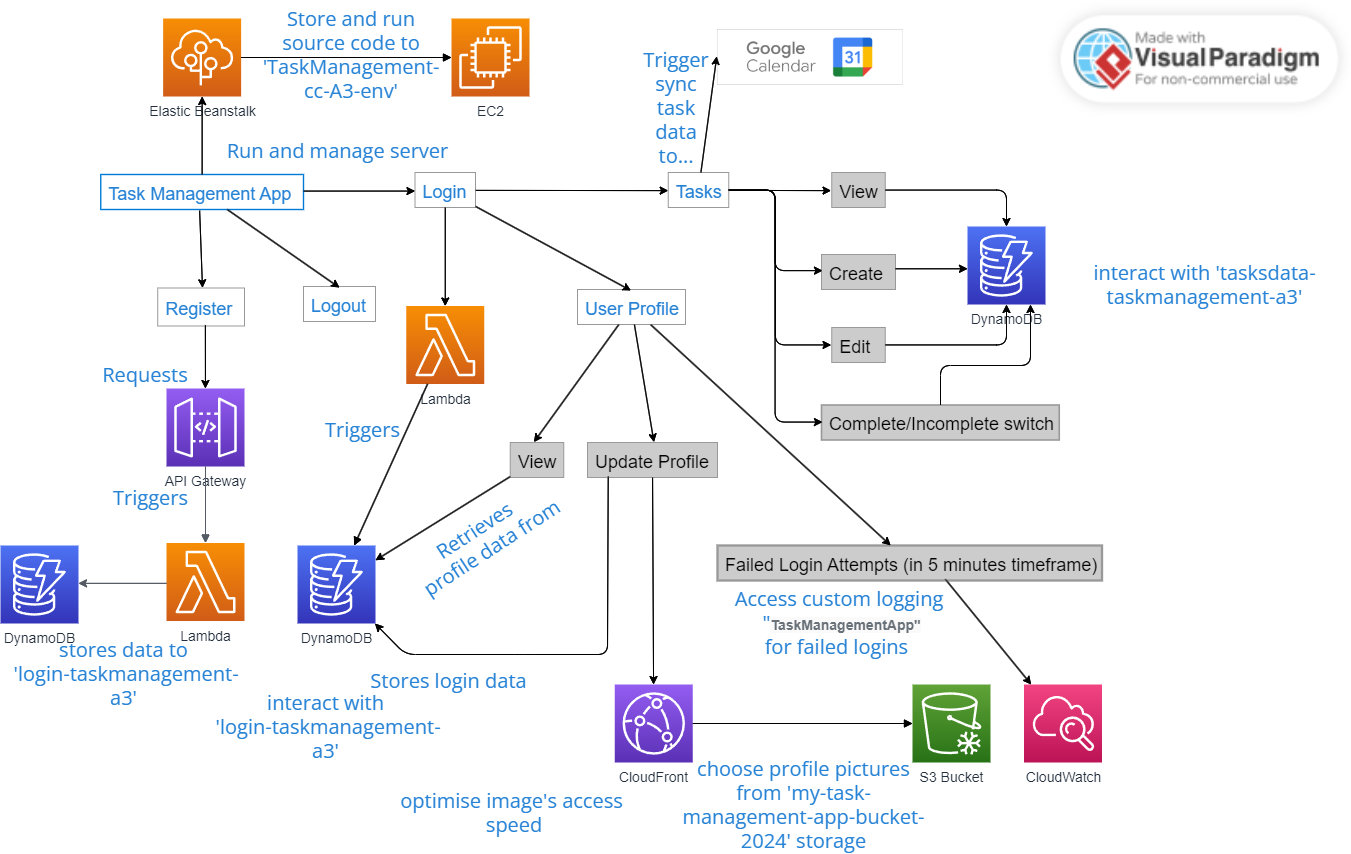 Store and run
source code to
'TaskManagement-
cc-A3-env'
Elastic Beanstalk
EC2
Trigger
sync
task
data
to...
Google
Calendar
31
Made with
Visual Paradigm
For non-commercial use
Run and manage server
Task Management App
Login
Tasks
View
Create
Edit
Complete/Incomplete switch
DynamoDB
interact with 'tasksdata-
taskmanagement-a3'
Register
Logout
User Profile
Requests
API Gateway
Triggers
Lambda
Triggers
View
Update Profile
Retrieves
profile data from
Failed Login Attempts (in 5 minutes timeframe)
Access custom logging
"TaskManagementApp"
for failed logins
DynamoDB
Lambda
DynamoDB
stores data to
'login-taskmanagement-
a3'
Stores login data
interact with
'login-taskmanagement-
a3'
CloudFront
S3 Bucket
CloudWatch
optimise image's access
speed
choose profile pictures
from 'my-task-
management-app-bucket-
2024' storage